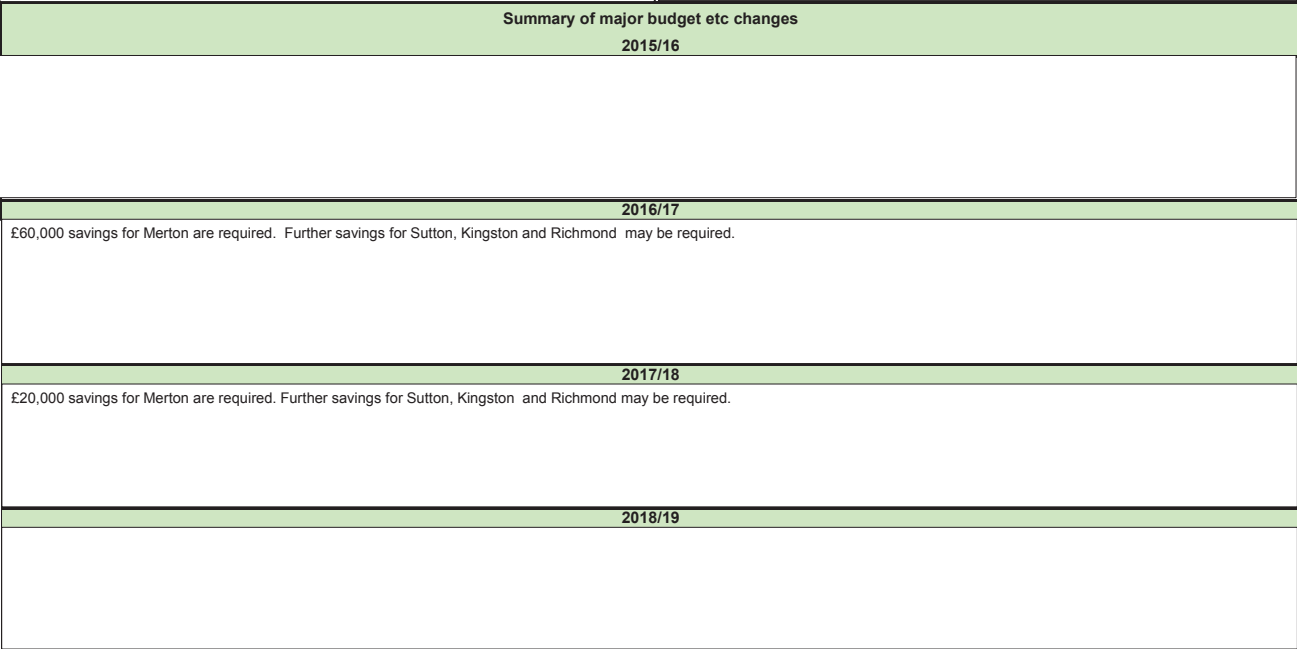 Summary of major budget etc changes
2015/16
2016/17
£60,000 savings for Merton are required.  Further savings for Sutton, Kingston and Richmond  may be required.
2017/18
£20,000 savings for Merton are required. Further savings for Sutton, Kingston  and Richmond may be required.
2018/19